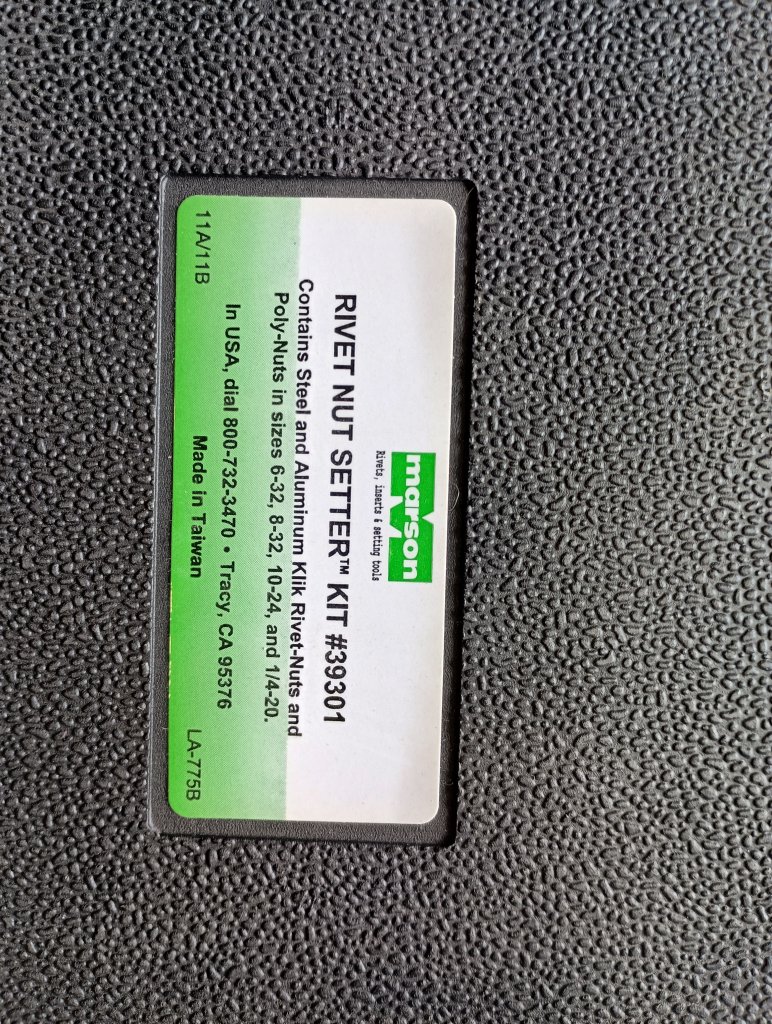 marson
Rivets, inserts & setting tools
RIVET NUT SETTER™ KIT #39301
Contains Steel and Aluminum Klik Rivet-Nuts and
Poly-Nuts in sizes 6-32, 8-32, 10-24, and 1/4-20.
In USA, dial 800-732-3470 • Tracy, CA 95376
Made in Taiwan
11A/11B
LA-775B